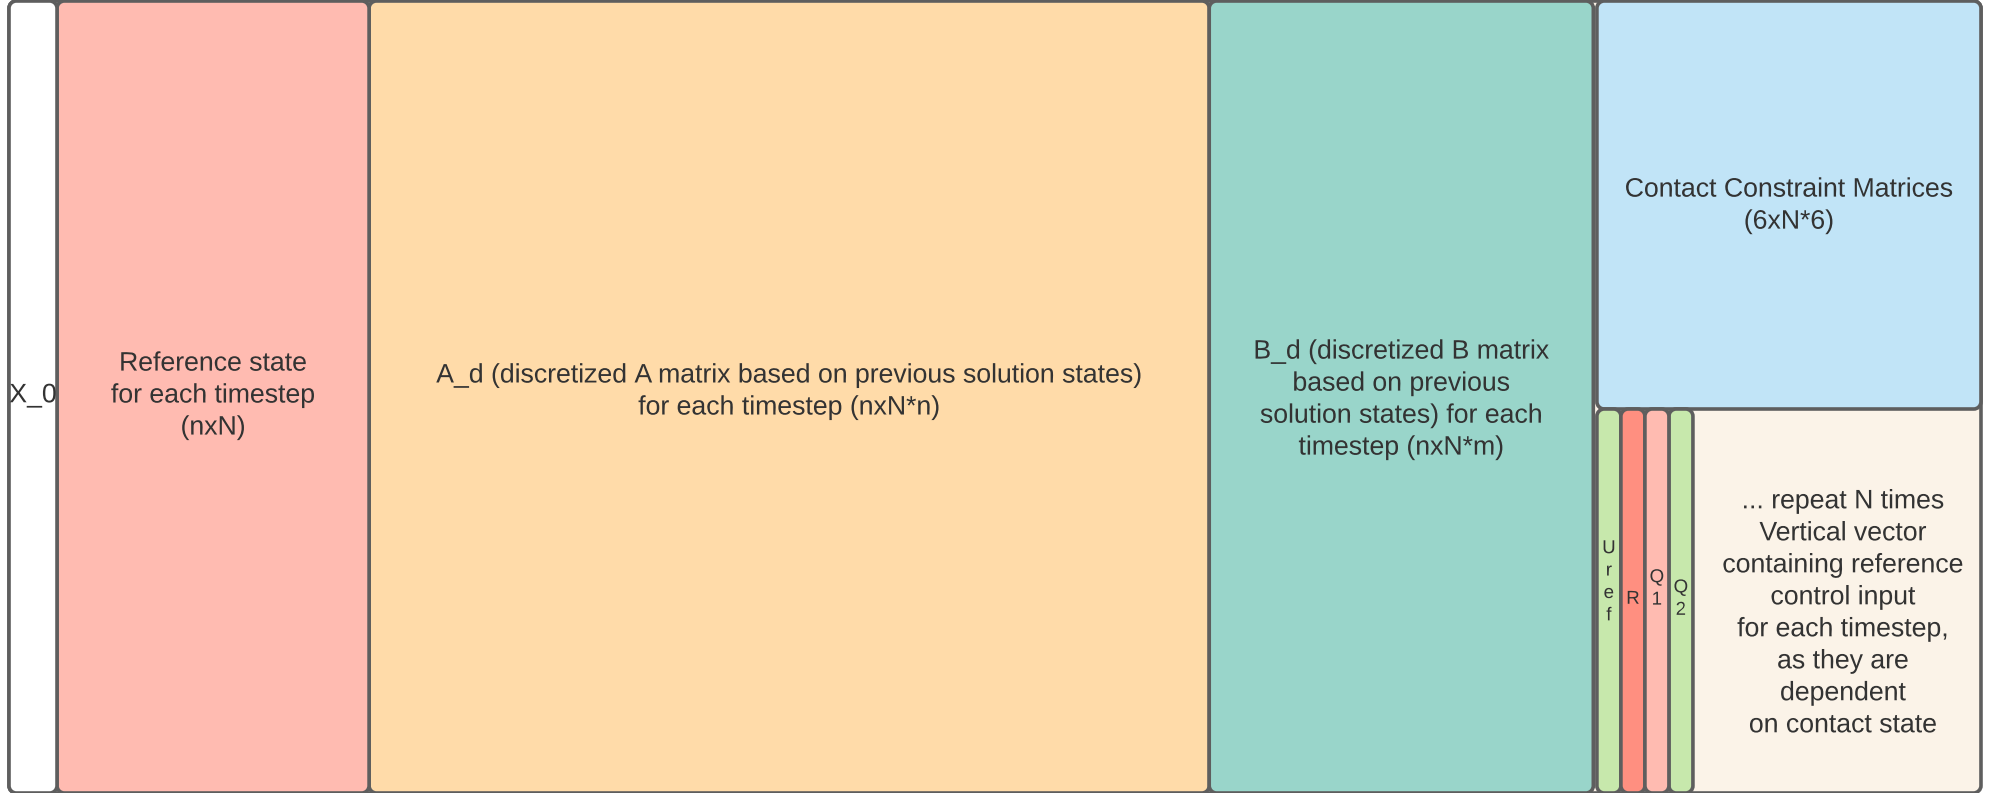 X_0
Reference state
for each timestep
(nxN)
A_d (discretized A matrix based on previous solution states)
for each timestep (nxN*n)
B_d (discretized B matrix
based on previous
solution states) for each
timestep (nxN*m)
Contact Constraint Matrices
(6xN*6)
U
r
e
f
R
Q
1
Q
2
... repeat N times
Vertical vector
containing reference
control input
for each timestep,
as they are
dependent
on contact state